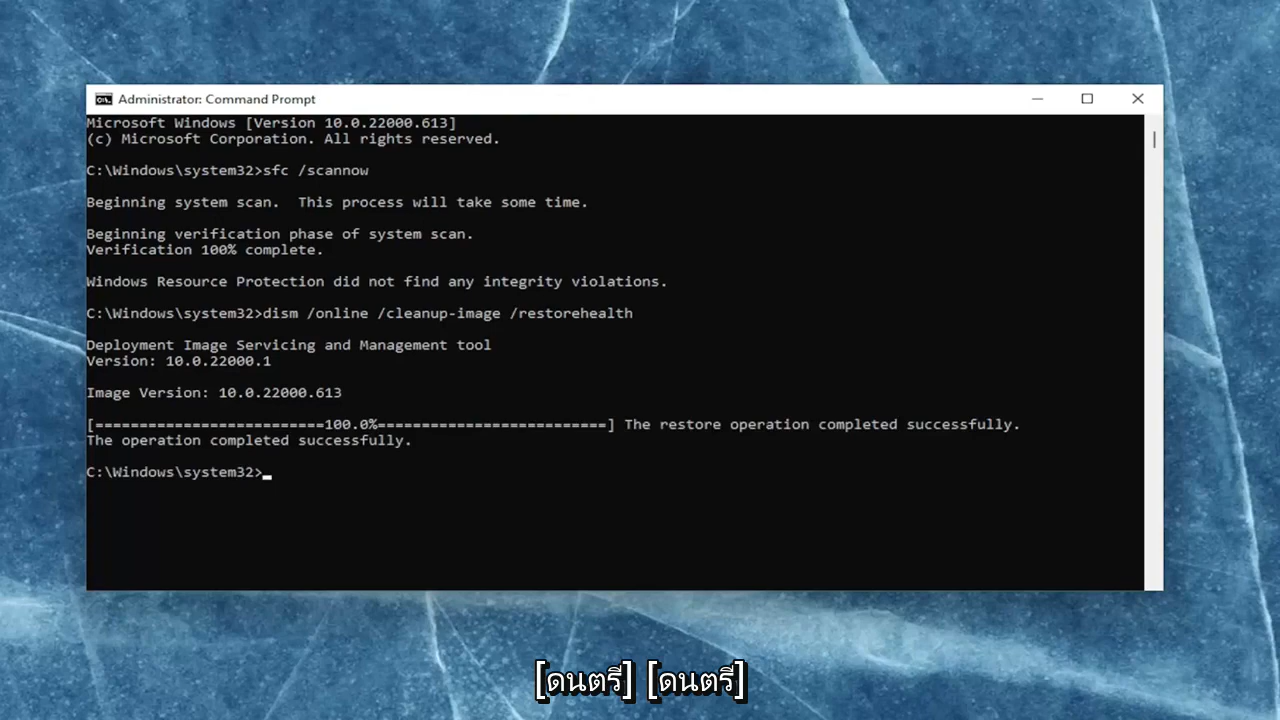 Administrator: Command Prompt
Microsoft Windows [Version 10.0.22000.613]
(c) Microsoft Corporation. All rights reserved.
C:\Windows\system32>sfc /scannow
Beginning system scan.  This process will take some time.
Beginning verification phase of system scan.
Verification 100% complete.
Windows Resource Protection did not find any integrity violations.
C:\Windows\system32>dism /online /cleanup-image /restorehealth
Deployment Image Servicing and Management tool
Version: 10.0.22000.1
Image Version: 10.0.22000.613
[==========================100.0%==========================] The restore operation completed successfully.
The operation completed successfully.
C:\Windows\system32>
[ดนตรี] [ดนตรี]